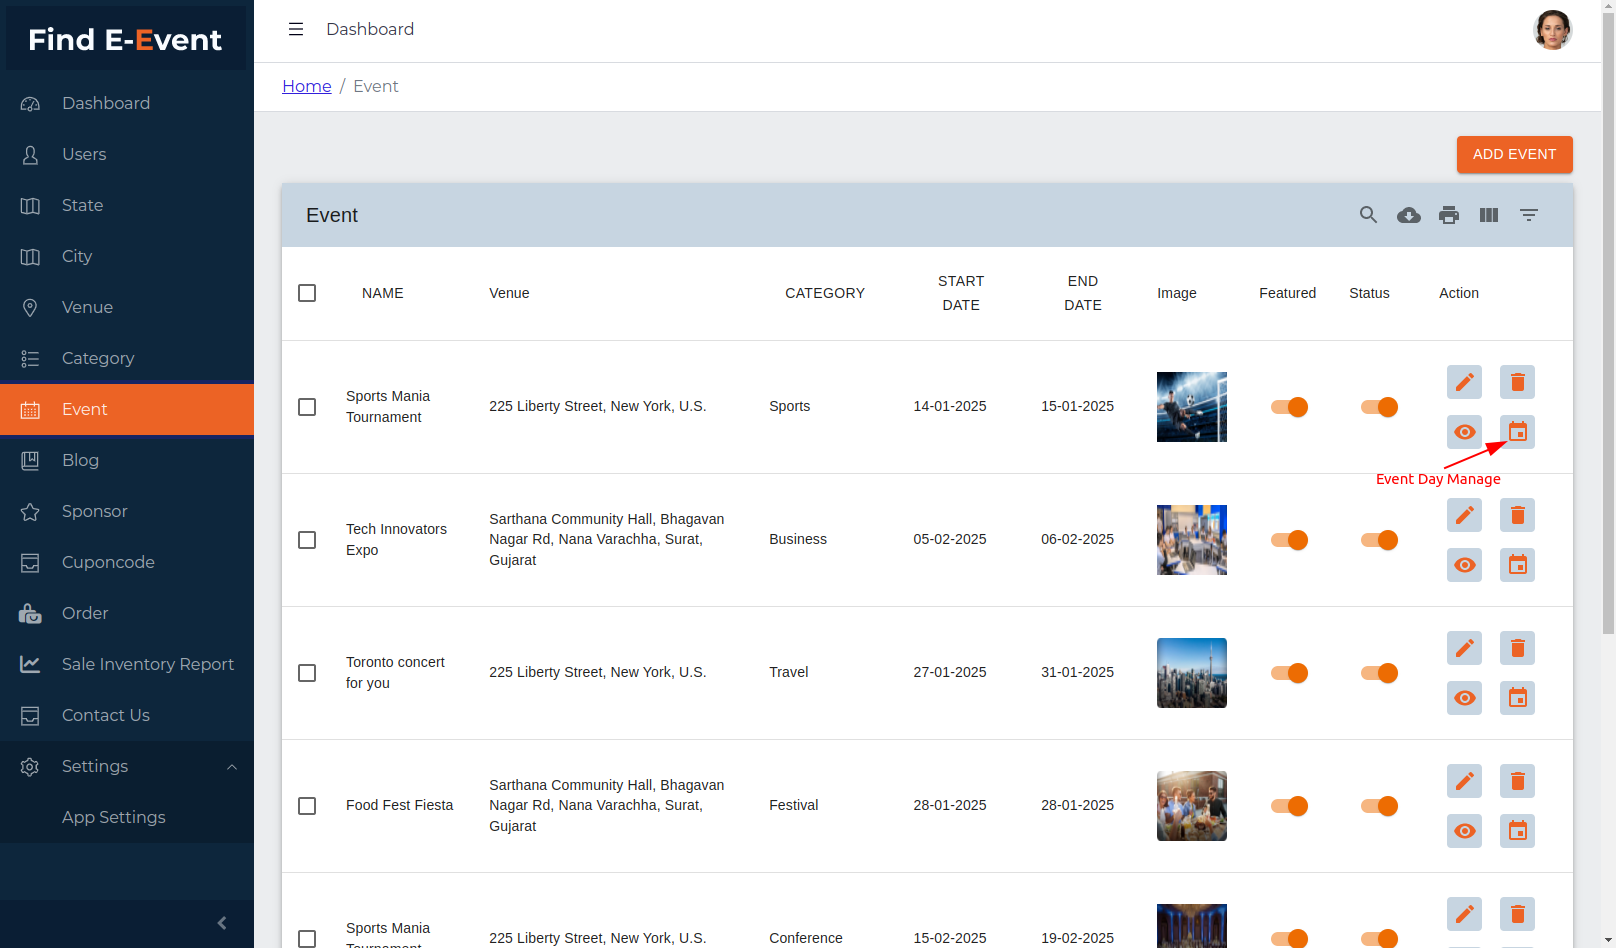 Find E-Event
Dashboard
Users
State
City
Venue
Category
Event
Blog
Sponsor
Cuponcode
Order
Sale Inventory Report
Contact Us
Settings
App Settings
Dashboard
Home / Event
ADD EVENT
Event
NAME
Venue
CATEGORY
START
DATE
END
DATE
Image
Featured
Status
Action
Sports Mania
Tournament
225 Liberty Street, New York, U.S.
Sports
14-01-2025
15-01-2025
Event Day Manage
Tech Innovators
Expo
Sarthana Community Hall, Bhagavan
Nagar Rd, Nana Varachha, Surat,
Gujarat
Business
05-02-2025
06-02-2025
Toronto concert
for you
225 Liberty Street, New York, U.S.
Travel
27-01-2025
31-01-2025
Food Fest Fiesta
Sarthana Community Hall, Bhagavan
Nagar Rd, Nana Varachha, Surat,
Gujarat
Festival
28-01-2025
28-01-2025
Sports Mania
Tournament
225 Liberty Street, New York, U.S.
Conference
15-02-2025
19-02-2025